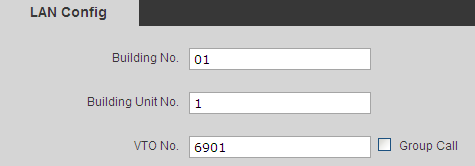 LAN Config
Building No. 01
Building Unit No. 1
VTO No. 6901 Group Call